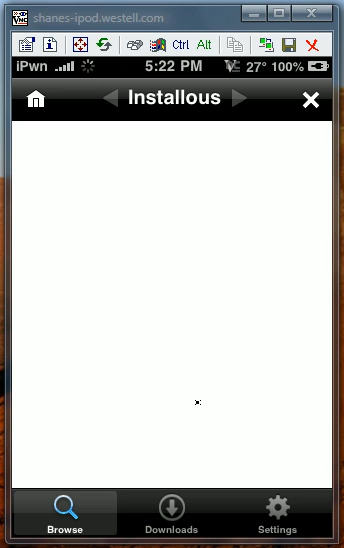 shanes-ipod.westell.com
Ctrl Alt
iPwn 5:22 PM 27° 100%
Installous
Browse Downloads Settings